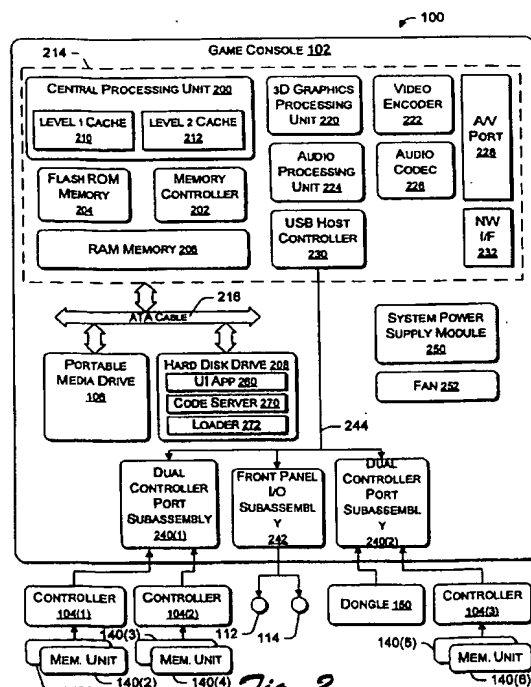 100
GAME CONSOLE 102
214
CENTRAL PROCESSING UNIT 200
LEVEL 1 CACHE
210
LEVEL 2 CACHE
212
3D GRAPHICS
PROCESSING
UNIT 220
VIDEO
ENCODER
222
A/V
PORT
228
FLASH ROM
MEMORY
204
MEMORY
CONTROLLER
202
AUDIO
PROCESSING
UNIT 224
AUDIO
CODEC
226
RAM MEMORY 206
USB HOST
CONTROLLER
230
NW
I/F
232
216
ATA CABLE
SYSTEM POWER
SUPPLY MODULE
250
PORTABLE
MEDIA DRIVE
106
HARD DISK DRIVE 208
UI APP 260
CODE SERVER 270
LOADER 272
FAN 252
244
DUAL
CONTROLLER
PORT
SUBASSEMBLY
240(1)
FRONT PANEL
I/O
SUBASSEMBL
Y
242
DUAL
CONTROLLER
PORT
SUBASSEMBL
Y
240(2)
CONTROLLER
104(1)
CONTROLLER
104(2)
112
114
DONGLE 150
CONTROLLER
104(3)
140(3)
140(5)
MEM. UNIT
140(2)
MEM. UNIT
140(4)
MEM. UNIT
140(6)
Fig. 2